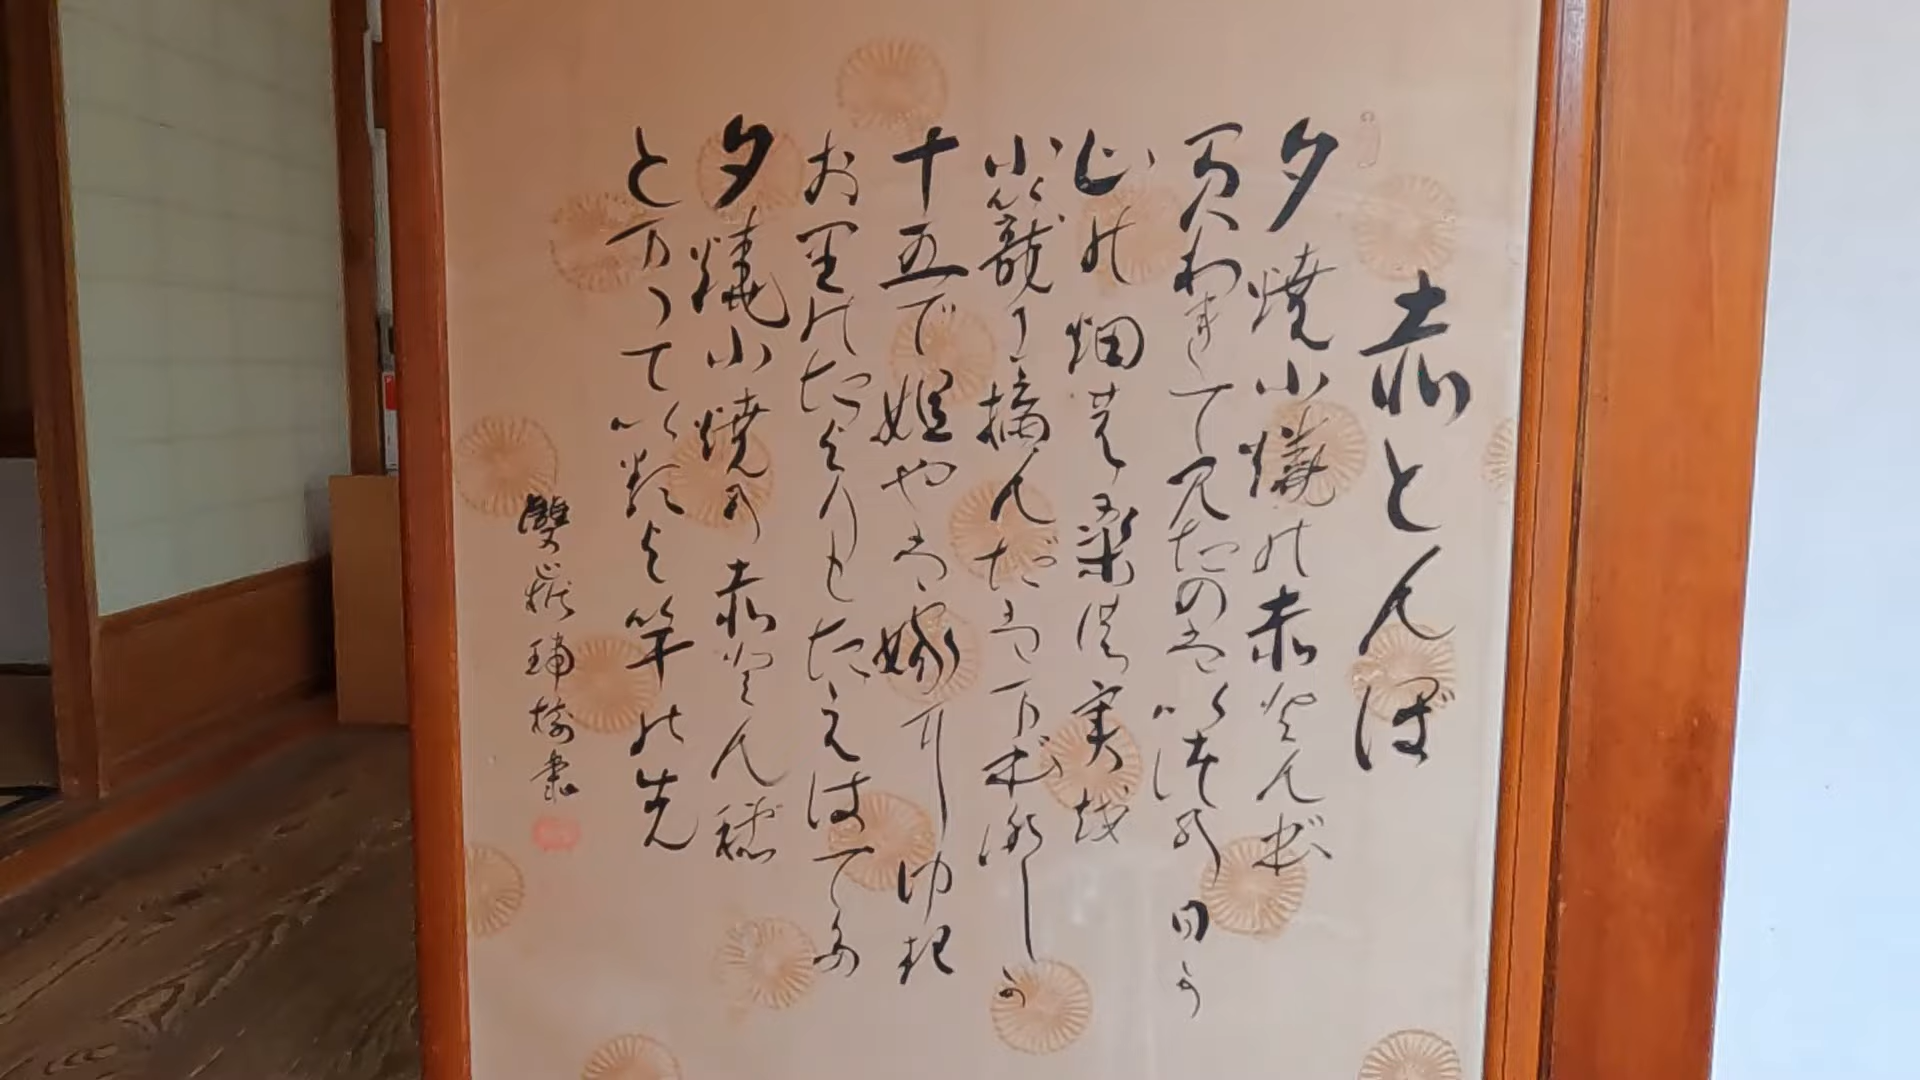 赤とんぼ
夕焼小焼の赤とんぼ
負われて見たのはいつの日か
山の畑の桑の実を
小籠に摘んだはまぼろしか
十五で姐やは嫁にゆき
お里のたよりもたえはてた
夕焼小焼の赤とんぼ
とまっているよ竿の先
書